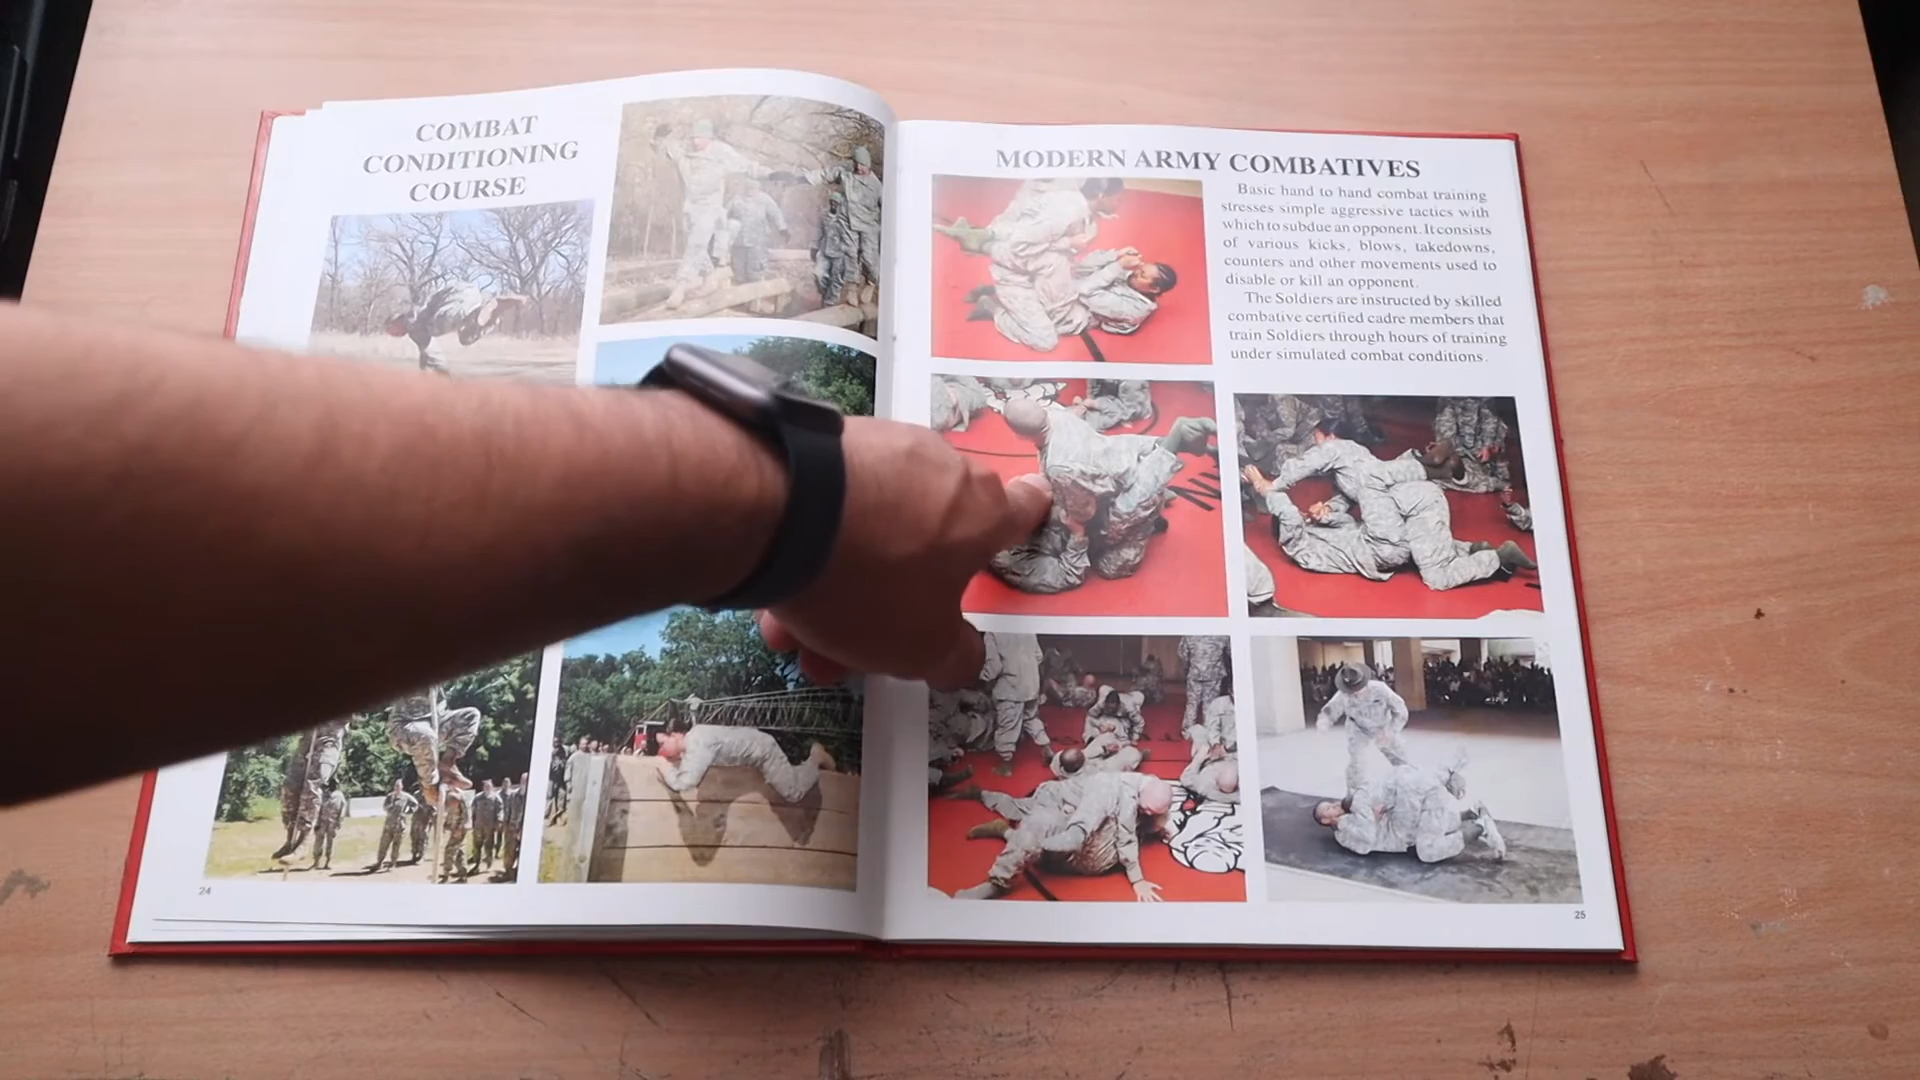 COMBAT
CONDITIONING
COURSE
24
MODERN ARMY COMBATIVES
Basic hand to hand combat training
stresses simple aggressive tactics with
which to subdue an opponent. It consists
of various kicks, blows, takedowns,
counters and other movements used to
disable or kill an opponent.
The Soldiers are instructed by skilled
combative certified cadre members that
train Soldiers through hours of training
under simulated combat conditions.
25